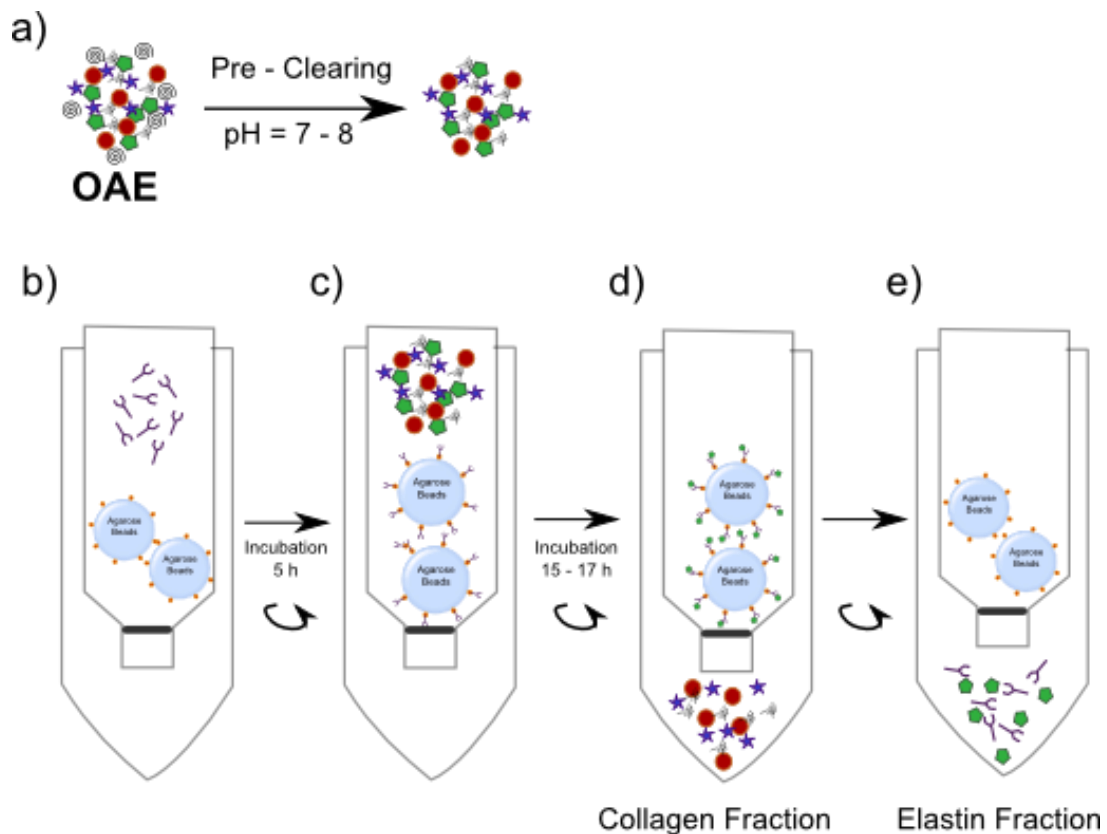 a)
Pre - Clearing
pH = 7 - 8
OAE
b)
c)
d)
e)
Agarose
Beads
Agarose
Beads
Incubation
5 h
Agarose
Beads
Agarose
Beads
Incubation
15 - 17 h
Agarose
Beads
Agarose
Beads
Agarose
Beads
Agarose
Beads
Collagen Fraction
Elastin Fraction